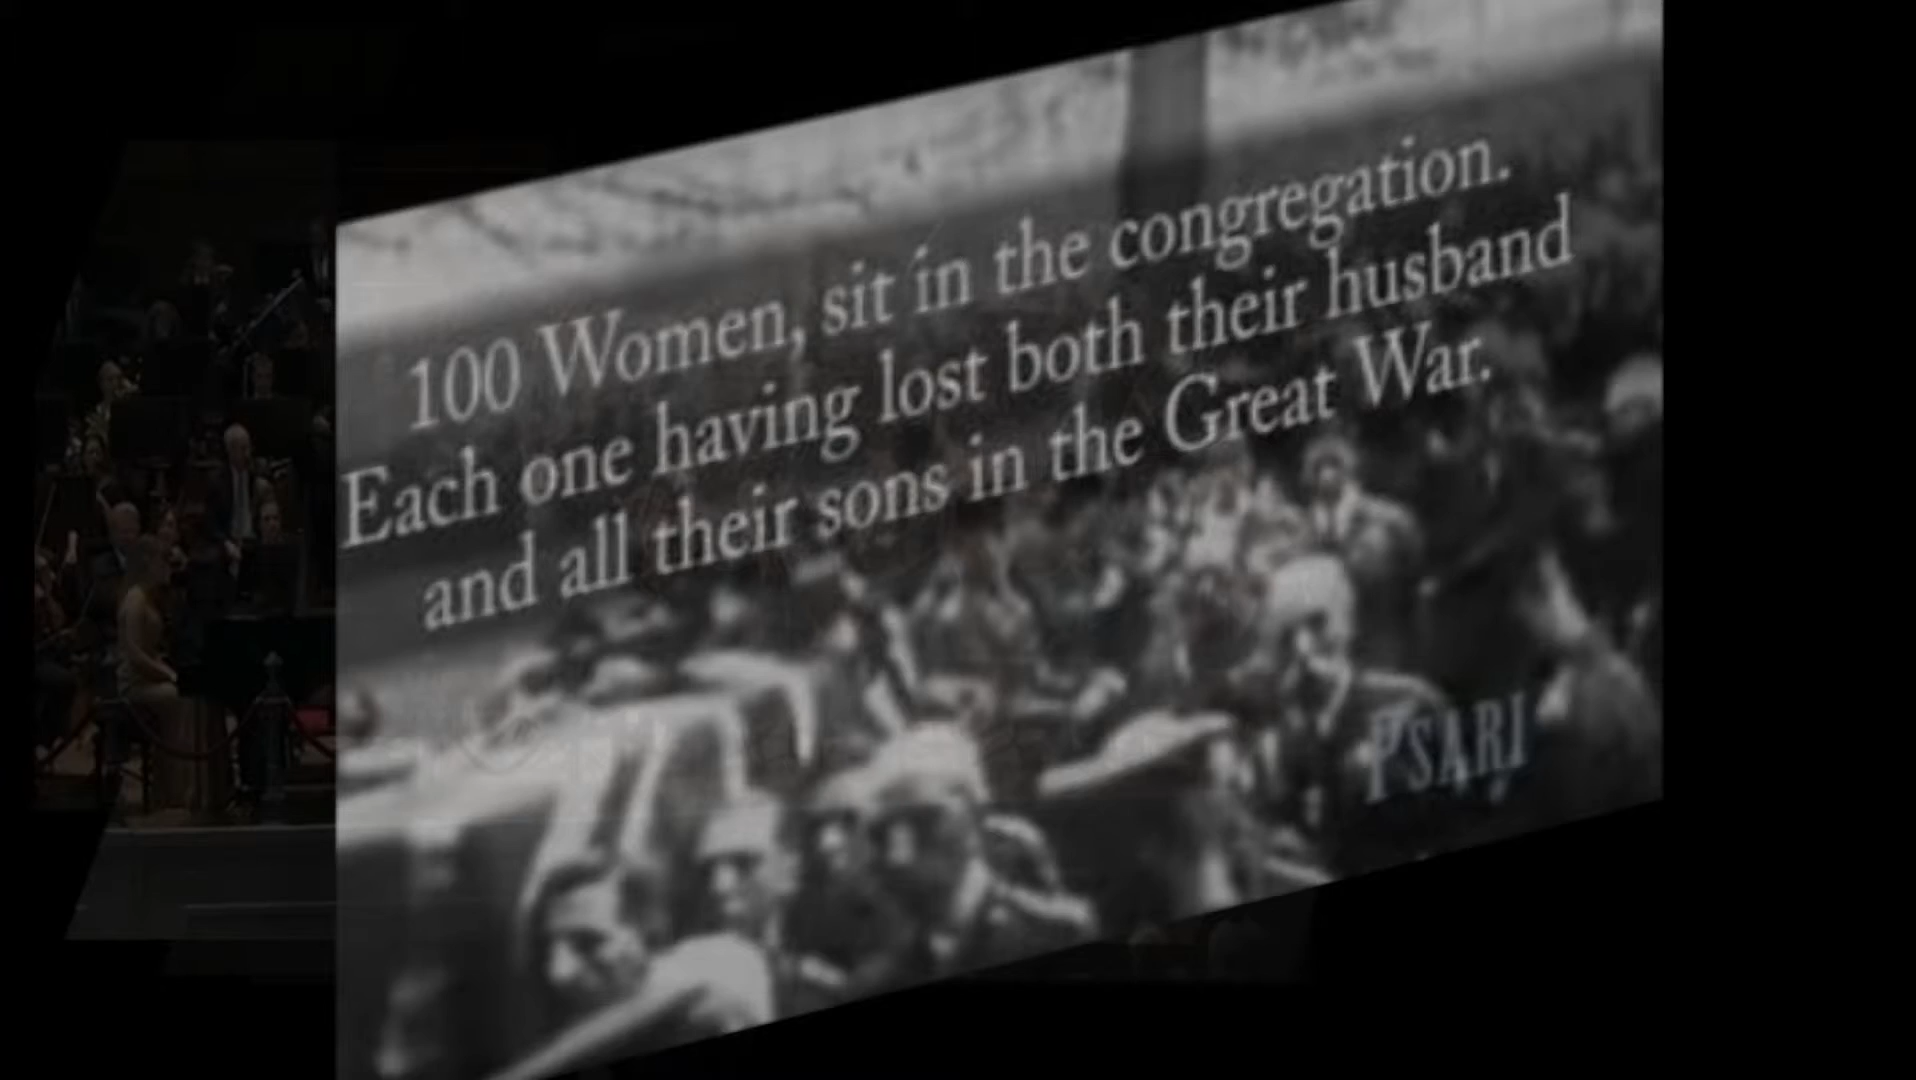 100 Women, sit in the congregation.
Each one having lost both their husband
and all their sons in the Great War.
PSARI